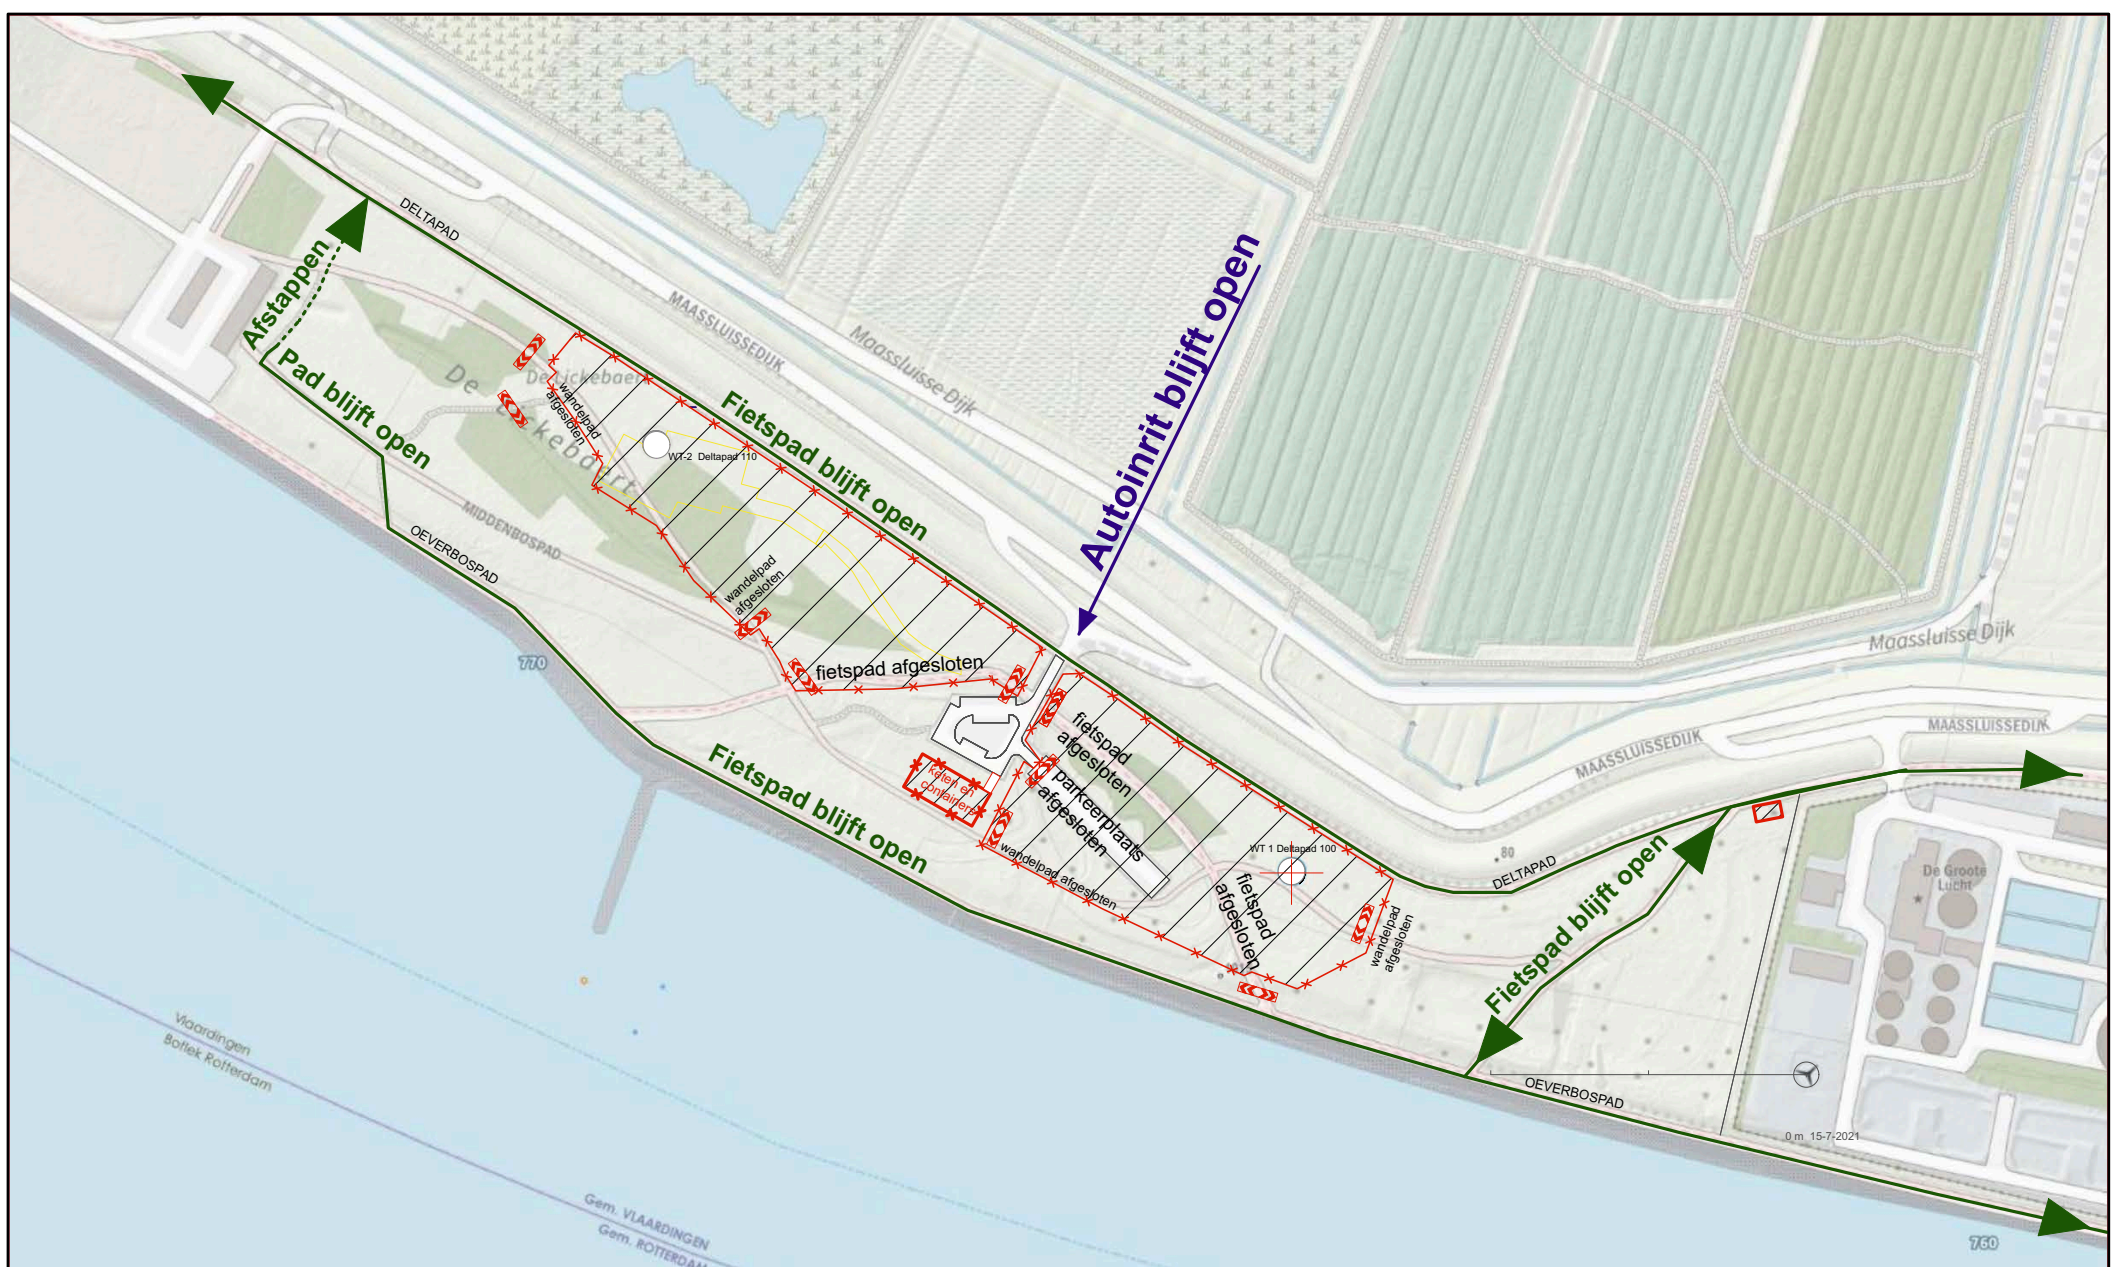 DELTAPAD
Afstappen
Pad blijft open
De Lickebaert
wandelpad
afgesloten
WT-2 Deltapad 110
Fietspad blijft open
MAASSLUISSEDIJK
Maassluisse Dijk
Autoinrit blijft open
MIDDENBOSPAD
OEVERBOSPAD
wandelpad
afgesloten
fietspad afgesloten
770
Fietspad blijft open
keten en
containers
fietspad
afgesloten
parkeerplaats
afgesloten
wandelpad afgesloten
WT 1 Deltapad 100
fietspad
afgesloten
wandelpad
afgesloten
Maassluisse Dijk
MAASSLUISSEDIJK
MAASSLUISSEDIJK
80
DELTAPAD
Fietspad blijft open
De Groote
Lucht
OEVERBOSPAD
0 m 15-7-2021
760
Vlaardingen
Botlek Rotterdam
Gem. VLAARDINGEN
Gem. ROTTERDAM